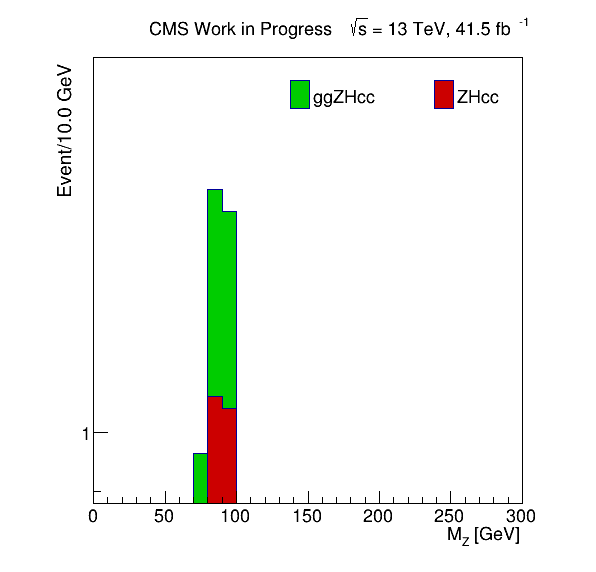 CMS Work in Progress √s = 13 TeV, 41.5 fb⁻¹
Event/10.0 GeV
ggZHcc ZHcc
1
0 50 100 150 200 250 300
M_Z [GeV]